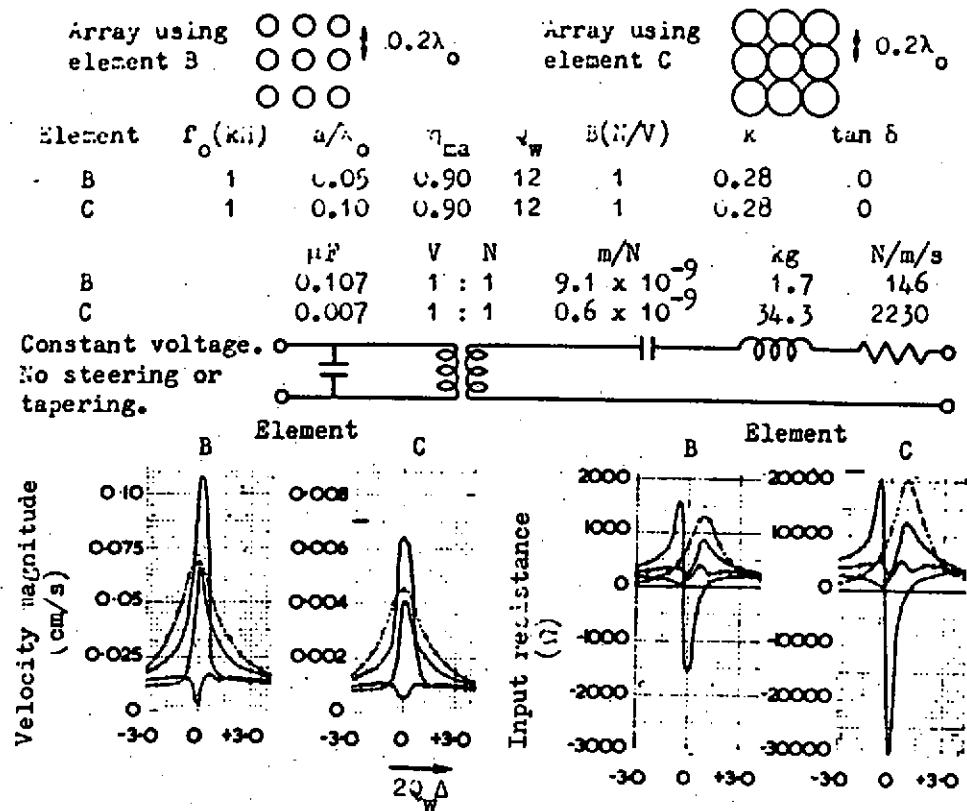 Array using element B
0.2λo
Array using element C
0.2λo
Element fo(kH) a/λo ηma Qw B(N/V) κ tan δ
B 1 0.05 0.90 12 1 0.28 0
C 1 0.10 0.90 12 1 0.28 0
μF V N m/N kg N/m/s
B 0.107 1 : 1 9.1 x 10⁻⁹ 1.7 146
C 0.007 1 : 1 0.6 x 10⁻⁹ 34.3 2230
Constant voltage.
No steering or
tapering.
Element
B C
Element
B C
Velocity magnitude
(cm/s)
0·10
0·075
0·05
0·025
0
-3·0 0 +3·0
0·008
0·006
0·004
0·002
0
-3·0 0 +3·0
2QwΔ
Input resistance
(Ω)
2000
1000
0
-1000
-2000
-3000
-3·0 0 +3·0
20000
10000
0
-10000
-20000
-30000
-3·0 0 +3·0